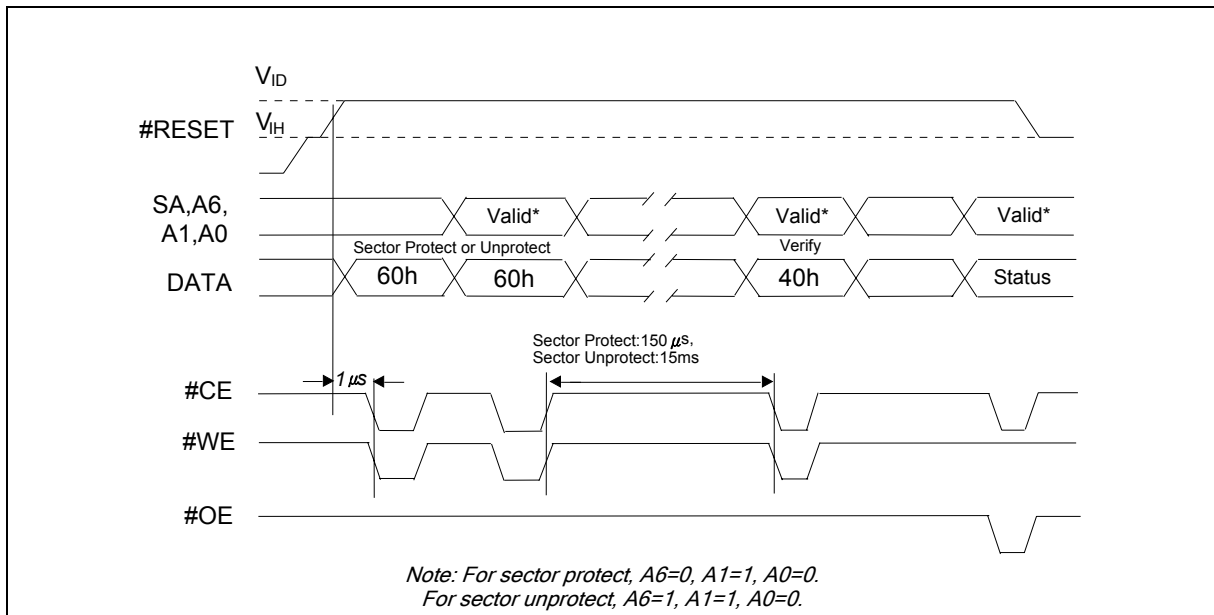 VID
#RESET
VIH
SA,A6,
A1,A0
Valid*
Valid*
Valid*
Sector Protect or Unprotect
Verify
DATA
60h
60h
40h
Status
Sector Protect:150 μs,
Sector Unprotect:15ms
1 μs
#CE
#WE
#OE
Note: For sector protect, A6=0, A1=1, A0=0.
For sector unprotect, A6=1, A1=1, A0=0.